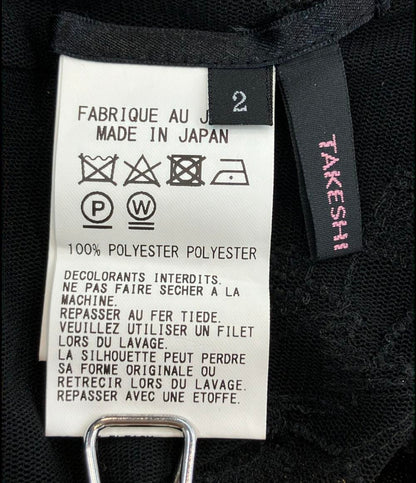 2
TAKESHI
FABRIQUE AU J
MADE IN JAPAN
P W
100% POLYESTER POLYESTER
DECOLORANTS INTERDITS.
NE PAS FAIRE SECHER A LA
MACHINE.
REPASSER AU FER TIEDE.
VEUILLEZ UTILISER UN FILET
LORS DU LAVAGE.
LA SILHOUETTE PEUT PERDRE
SA FORME ORIGINALE OU
RETRECIR LORS DU LAVAGE.
REPASSER AVEC UNE ETOFFE.